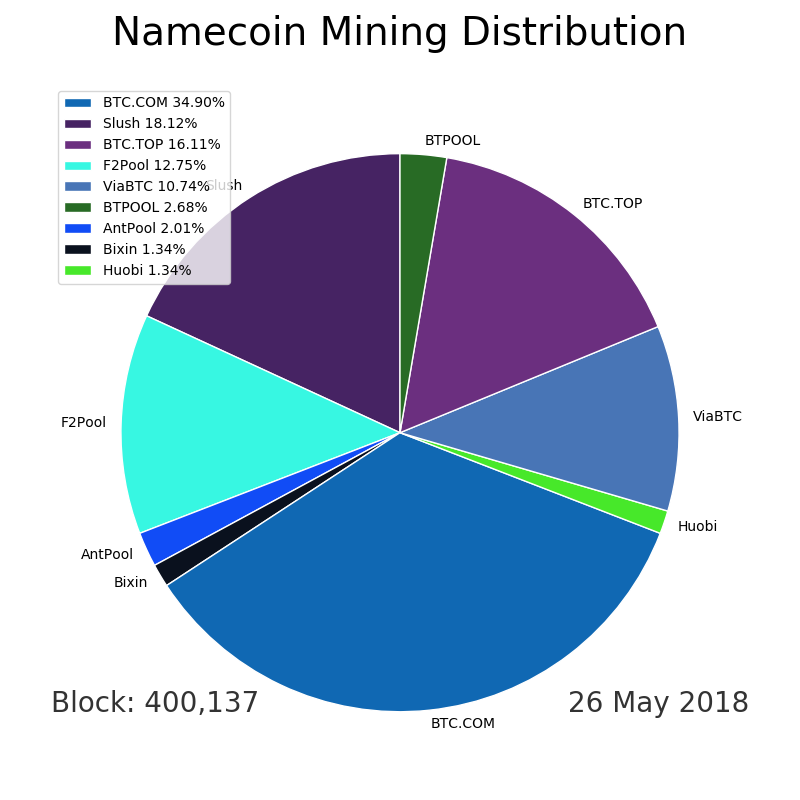 Namecoin Mining Distribution
BTC.COM 34.90%
Slush 18.12%
BTC.TOP 16.11%
F2Pool 12.75%
ViaBTC 10.74%
BTPOOL 2.68%
AntPool 2.01%
Bixin 1.34%
Huobi 1.34%
BTPOOL
Slush
BTC.TOP
ViaBTC
F2Pool
Huobi
AntPool
Bixin
Block: 400,137
26 May 2018
BTC.COM